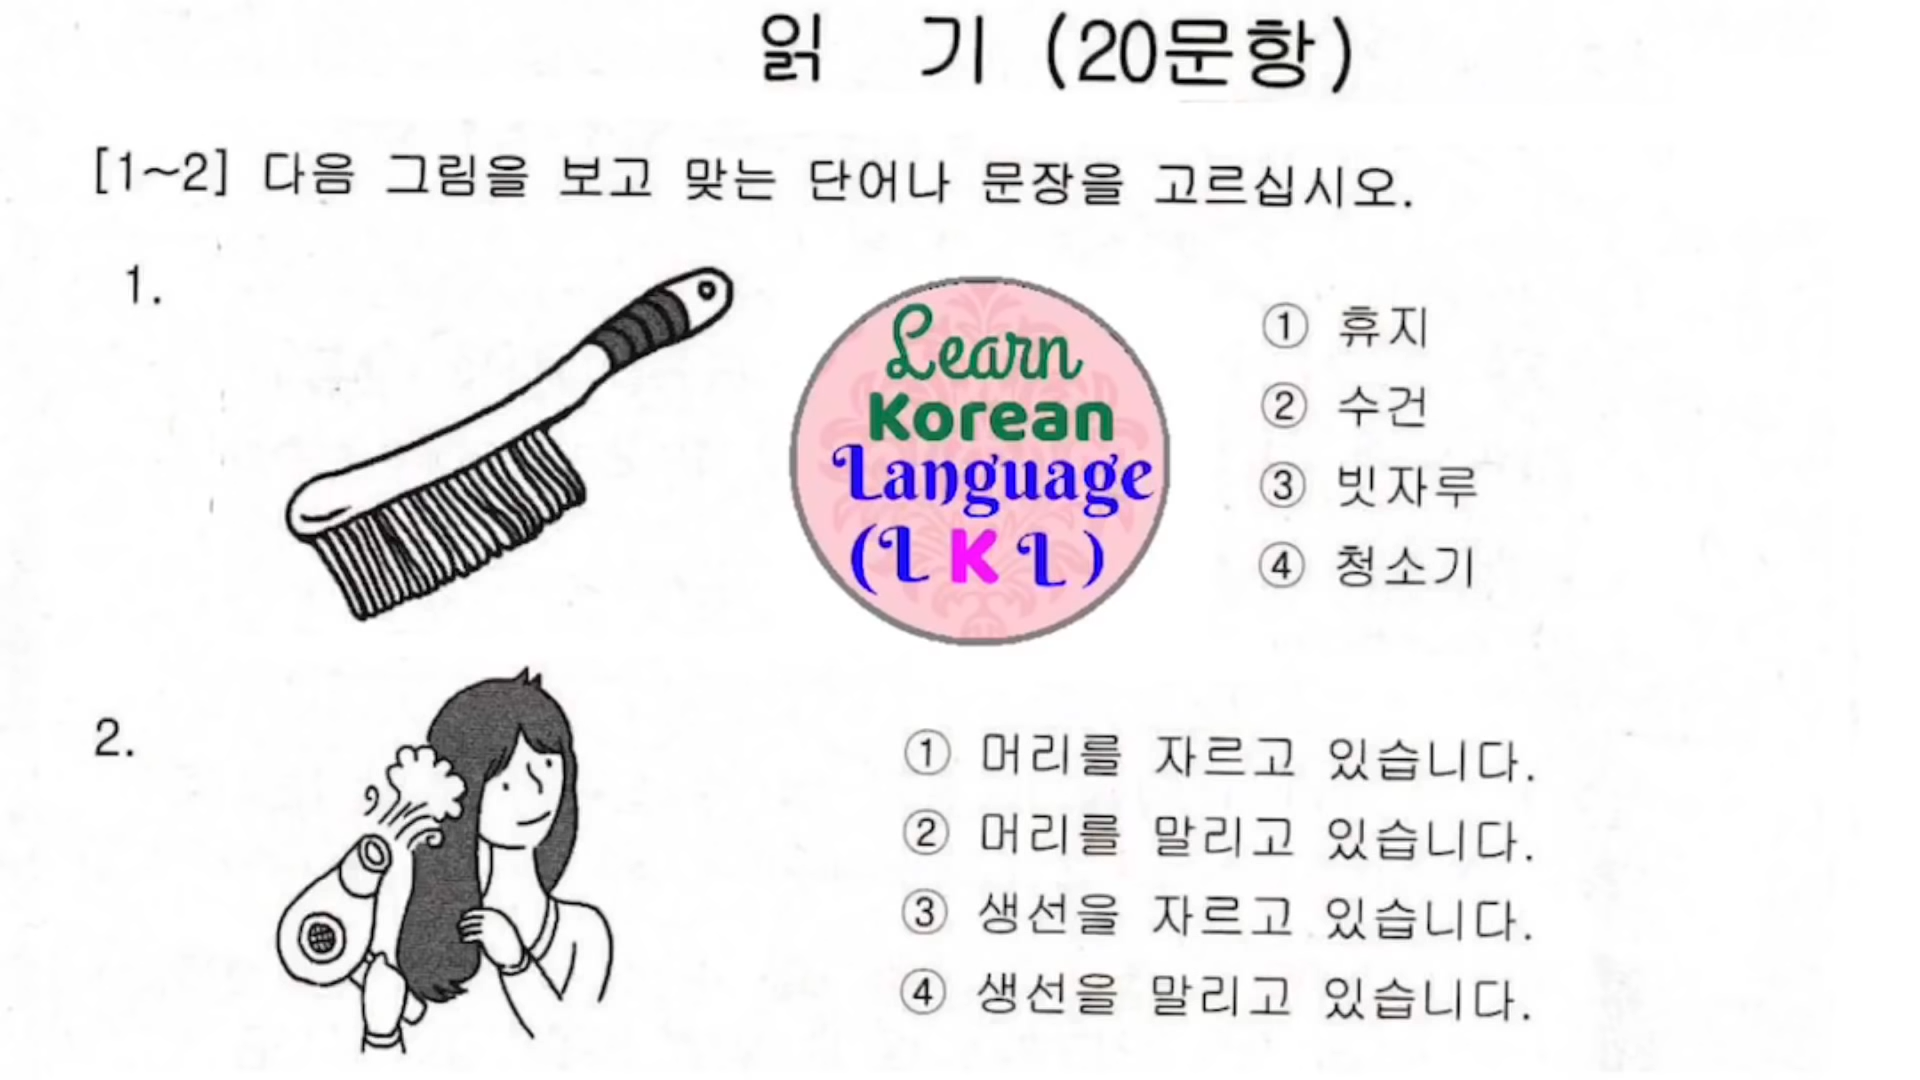 읽 기 (20문항)
[1~2] 다음 그림을 보고 맞는 단어나 문장을 고르십시오.
1.
Learn
Korean
Language
(L K L)
① 휴지
② 수건
③ 빗자루
④ 청소기
2.
① 머리를 자르고 있습니다.
② 머리를 말리고 있습니다.
③ 생선을 자르고 있습니다.
④ 생선을 말리고 있습니다.